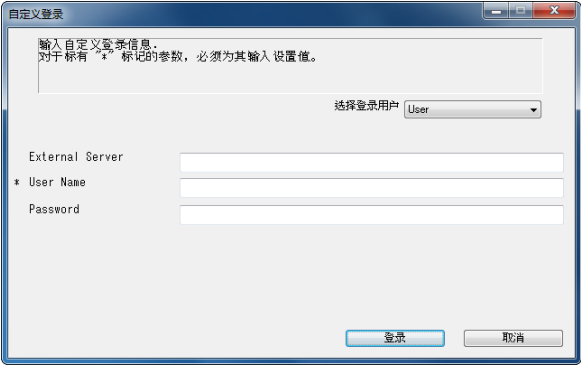 自定义登录
输入自定义登录信息.
对于标有 "*" 标记的参数，必须为其输入设置值。
选择登录用户 User
External Server
* User Name
Password
登录 取消